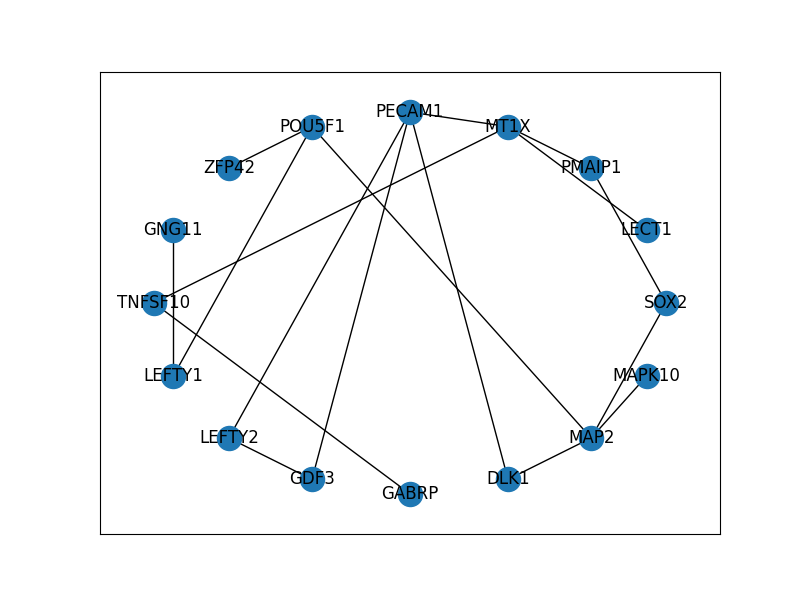 PECAM1
POU5F1
MT1X
ZFP42
PMAIP1
GNG11
LECT1
TNFSF10
SOX2
LEFTY1
MAPK10
LEFTY2
MAP2
GDF3
DLK1
GABRP